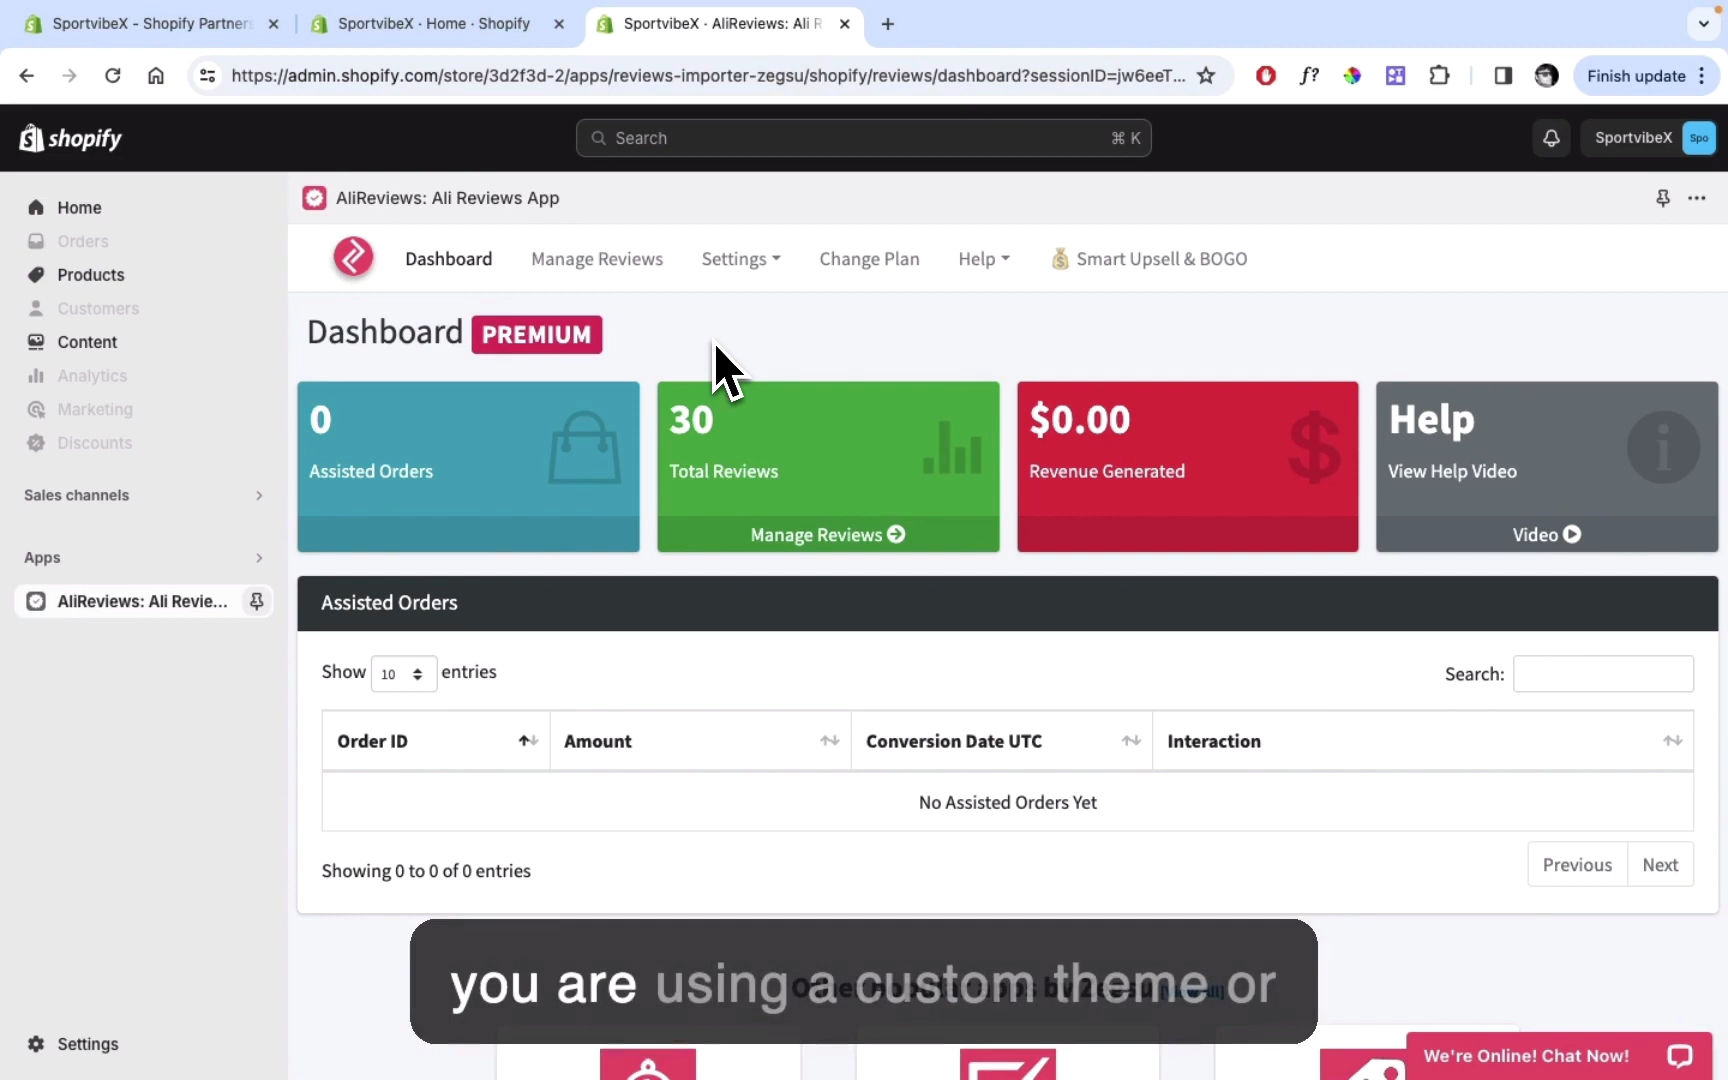 SportvibeX - Shopify Partners
SportvibeX · Home · Shopify
SportvibeX · AliReviews: Ali R
https://admin.shopify.com/store/3d2f3d-2/apps/reviews-importer-zegsu/shopify/reviews/dashboard?sessionID=jw6eeT...
f?
Finish update
shopify
Search
⌘ K
SportvibeX
Spo
Home
Orders
Products
Customers
Content
Analytics
Marketing
Discounts
Sales channels
Apps
AliReviews: Ali Revie...
Settings
AliReviews: Ali Reviews App
Dashboard
Manage Reviews
Settings
Change Plan
Help
Smart Upsell & BOGO
Dashboard PREMIUM
0
Assisted Orders
30
Total Reviews
Manage Reviews
$0.00
Revenue Generated
Help
View Help Video
Video
Assisted Orders
Show 10 entries
Search:
Order ID
Amount
Conversion Date UTC
Interaction
No Assisted Orders Yet
Showing 0 to 0 of 0 entries
Previous
Next
you are using a custom theme or
We're Online! Chat Now!